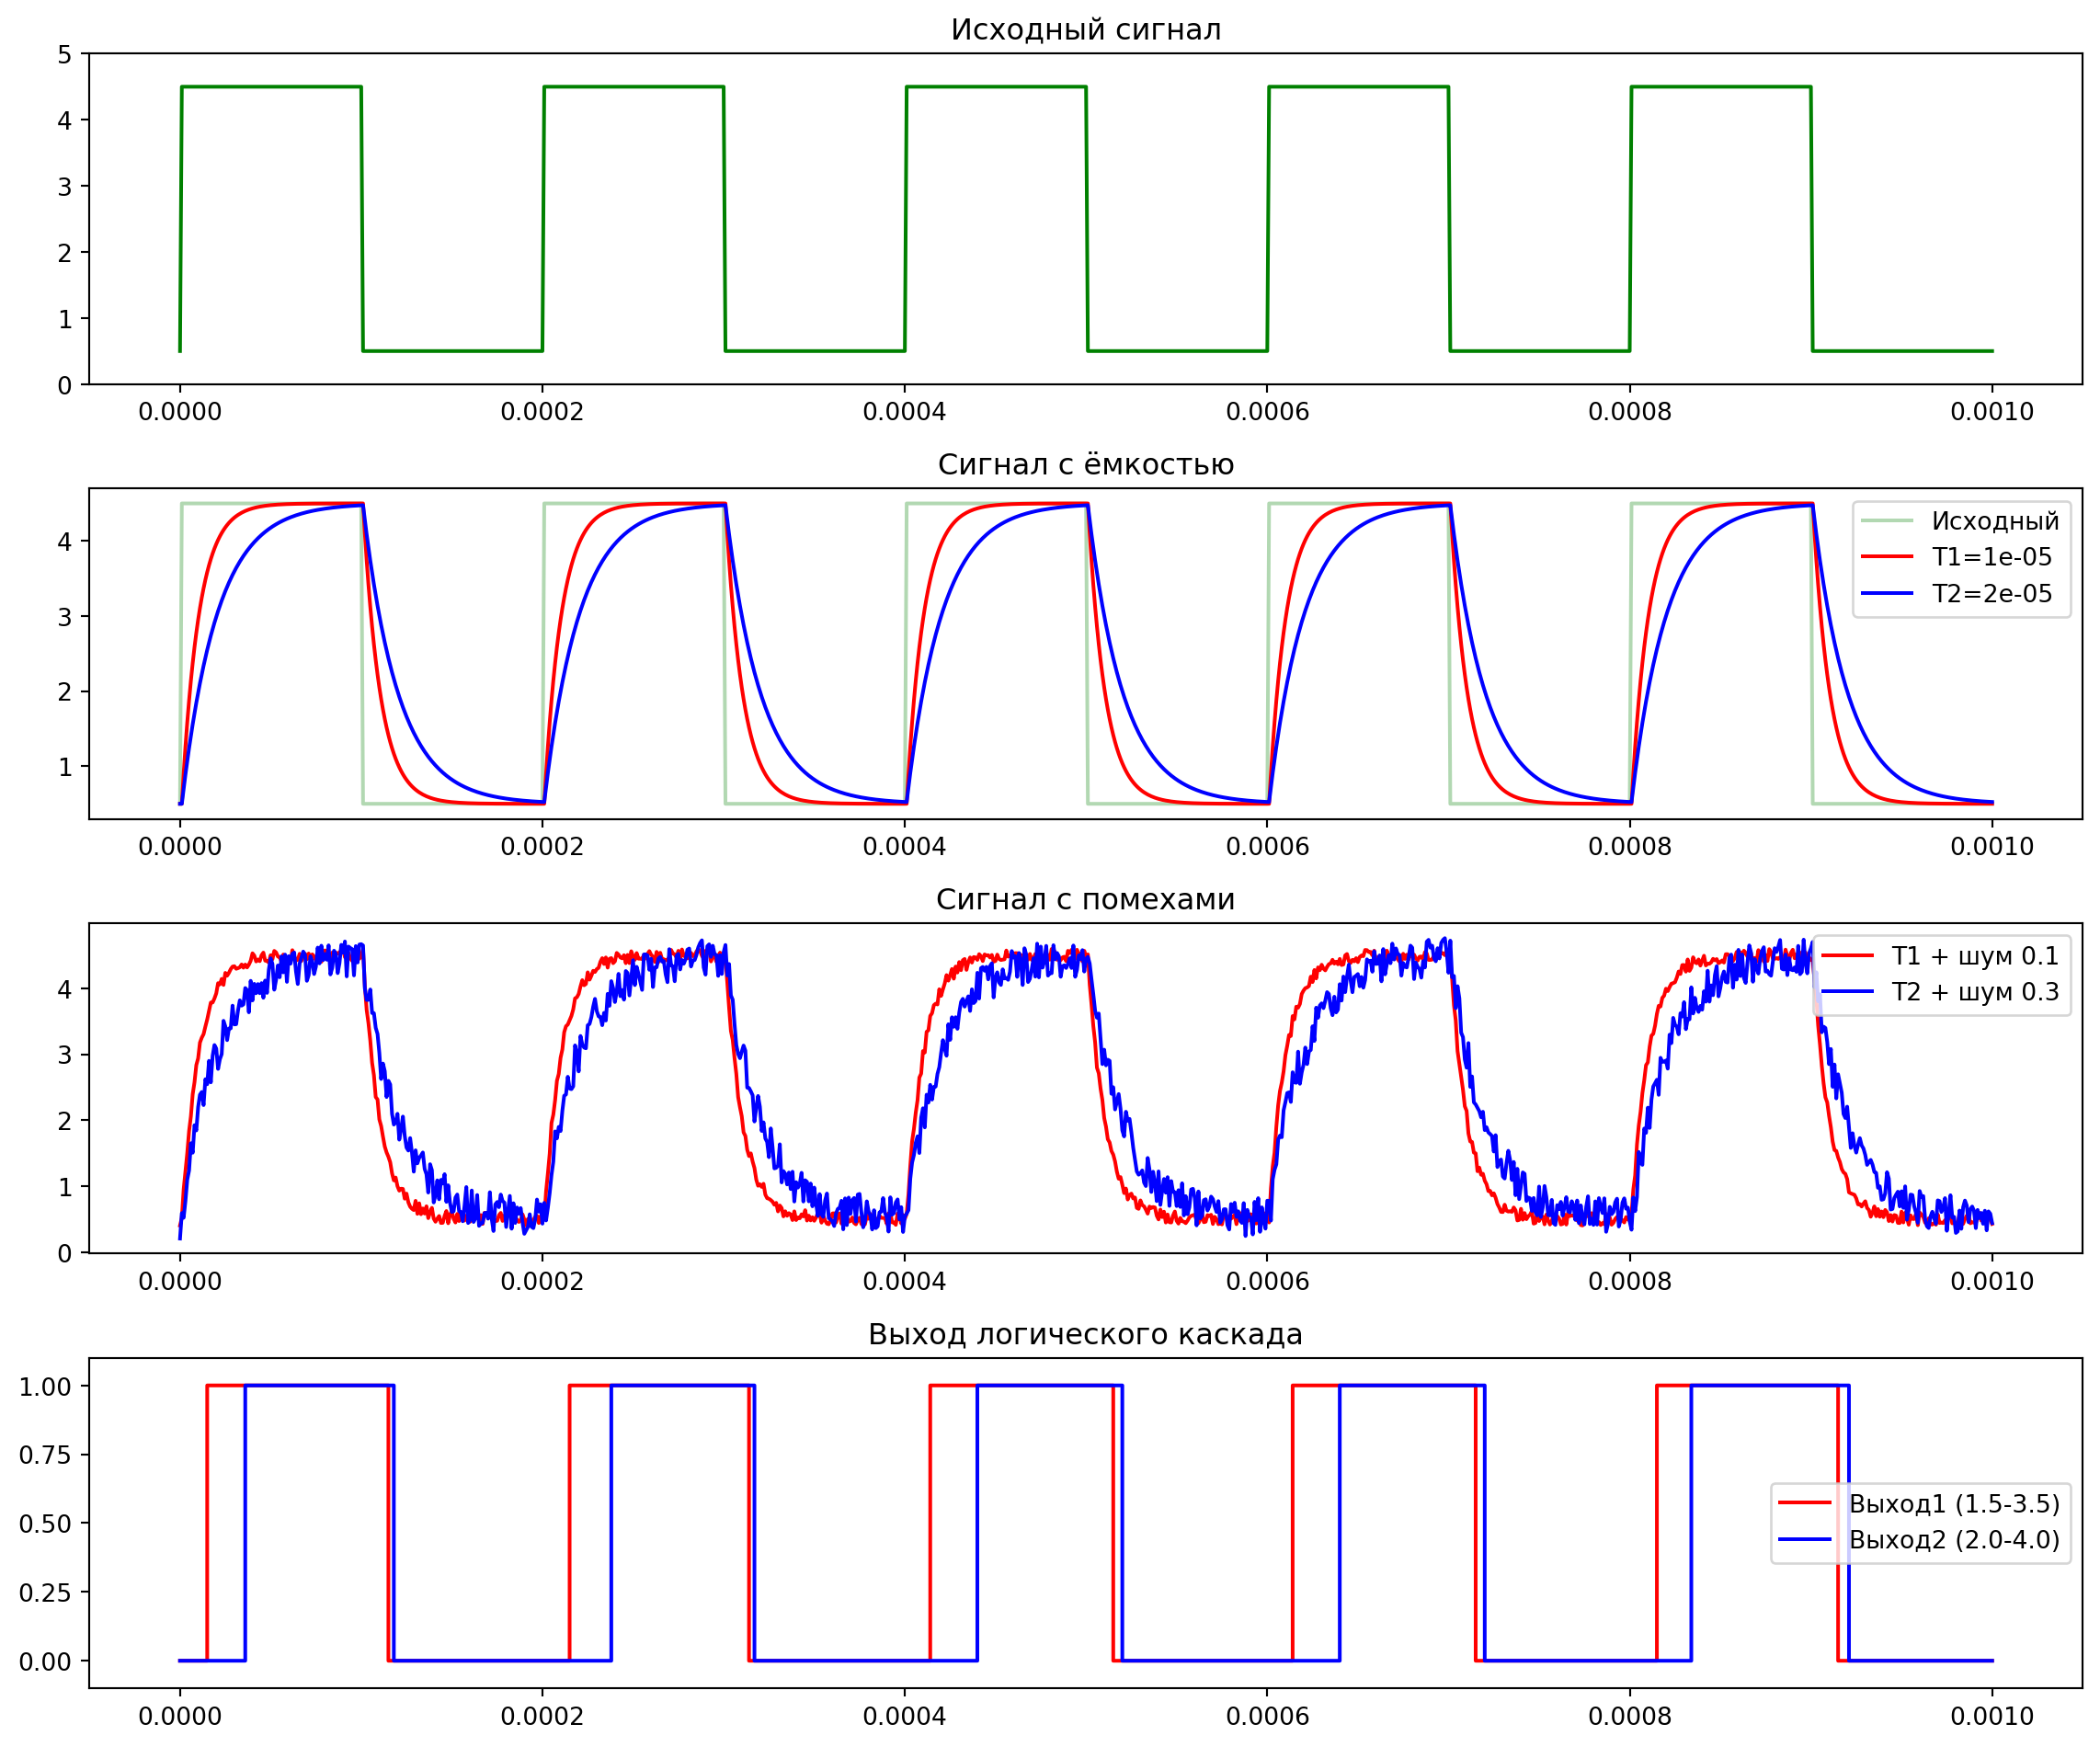 Исходный сигнал
5
4
3
2
1
0
0.0000 0.0002 0.0004 0.0006 0.0008 0.0010
Сигнал с ёмкостью
4
3
2
1
Исходный
T1=1e-05
T2=2e-05
0.0000 0.0002 0.0004 0.0006 0.0008 0.0010
Сигнал с помехами
4
3
2
1
0
T1 + шум 0.1
T2 + шум 0.3
0.0000 0.0002 0.0004 0.0006 0.0008 0.0010
Выход логического каскада
1.00
0.75
0.50
0.25
0.00
Выход1 (1.5-3.5)
Выход2 (2.0-4.0)
0.0000 0.0002 0.0004 0.0006 0.0008 0.0010